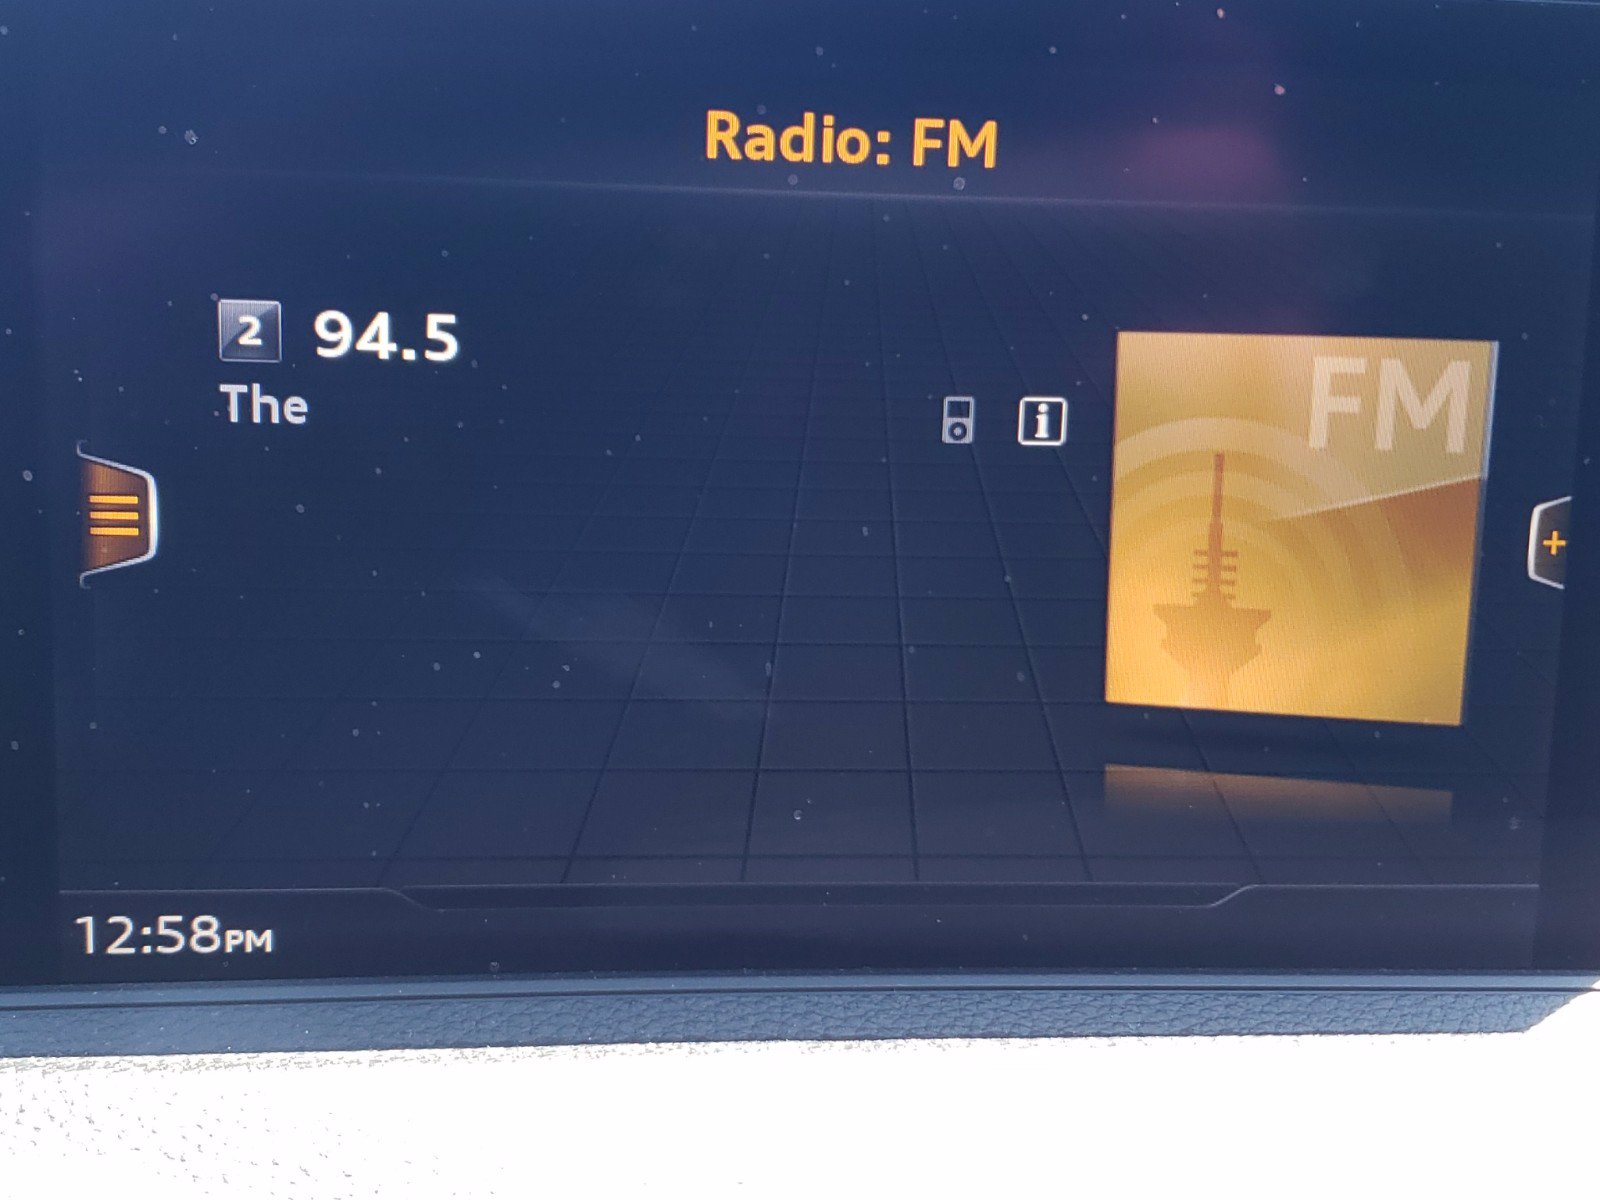 Radio: FM
2 94.5
The
i
FM
+
12:58PM